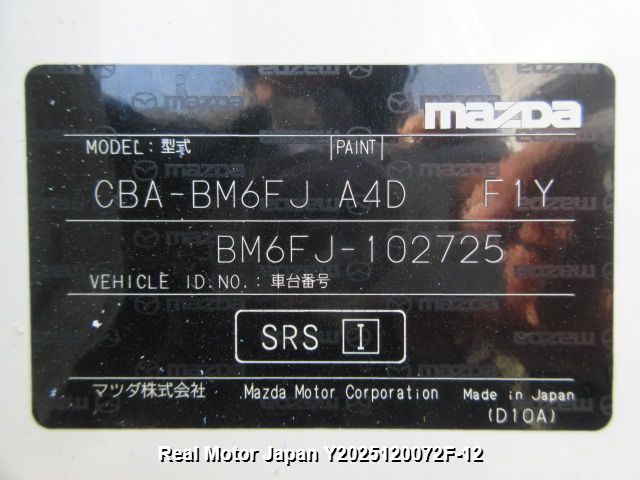 mazda
MODEL: 型式 PAINT
CBA-BM6FJ A4D F1Y
BM6FJ-102725
VEHICLE ID.NO.: 車台番号
SRS I
マツダ株式会社 Mazda Motor Corporation Made in Japan
(D10A)
Real Motor Japan Y2025120072F-12